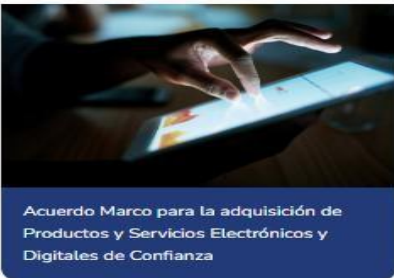 Acuerdo Marco para la adquisición de
Productos y Servicios Electrónicos y
Digitales de Confianza